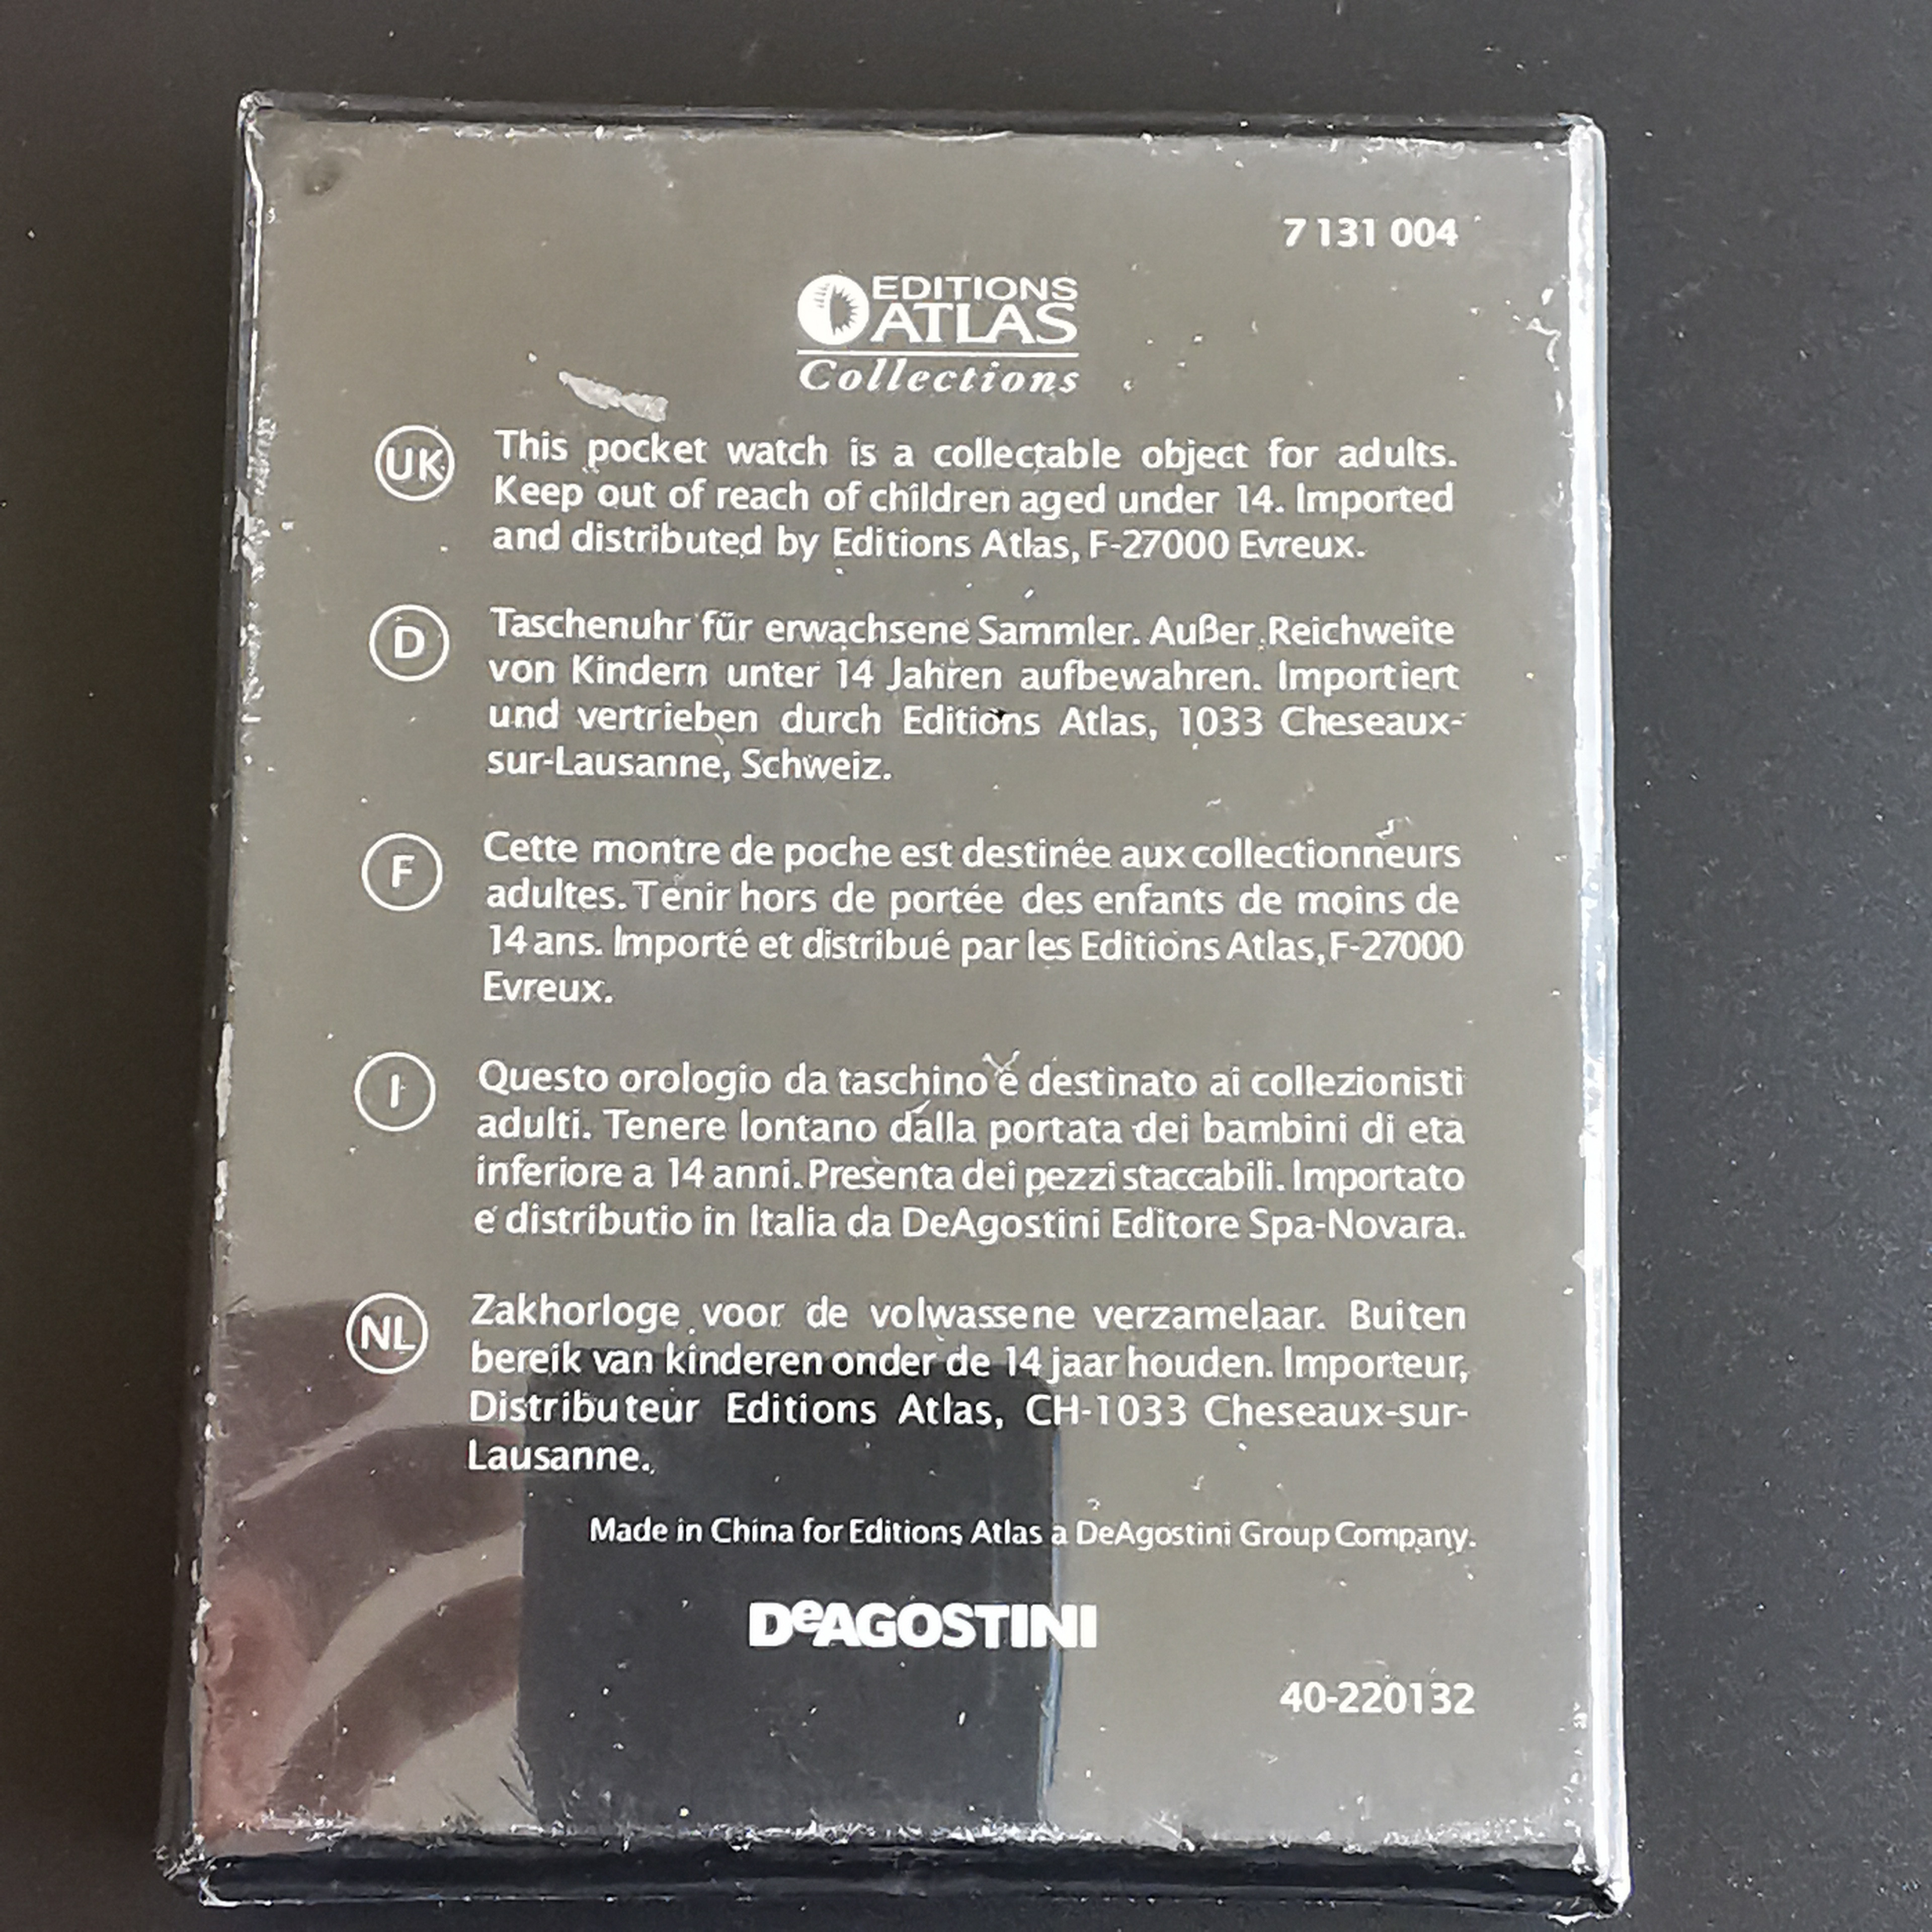 7 131 004
EDITIONS
ATLAS
Collections
UK
This pocket watch is a collectable object for adults.
Keep out of reach of children aged under 14. Imported
and distributed by Editions Atlas, F-27000 Evreux.
D
Taschenuhr für erwachsene Sammler. Außer Reichweite
von Kindern unter 14 Jahren aufbewahren. Importiert
und vertrieben durch Editions Atlas, 1033 Cheseaux-
sur-Lausanne, Schweiz.
F
Cette montre de poche est destinée aux collectionneurs
adultes. Tenir hors de portée des enfants de moins de
14 ans. Importé et distribué par les Editions Atlas, F-27000
Evreux.
I
Questo orologio da taschino é destinato ai collezionisti
adulti. Tenere lontano dalla portata dei bambini di eta
inferiore a 14 anni. Presenta dei pezzi staccabili. Importato
e distributio in Italia da DeAgostini Editore Spa-Novara.
NL
Zakhorloge voor de volwassene verzamelaar. Buiten
bereik van kinderen onder de 14 jaar houden. Importeur,
Distributeur Editions Atlas, CH-1033 Cheseaux-sur-
Lausanne.
Made in China for Editions Atlas a DeAgostini Group Company.
DeAGOSTINI
40-220132